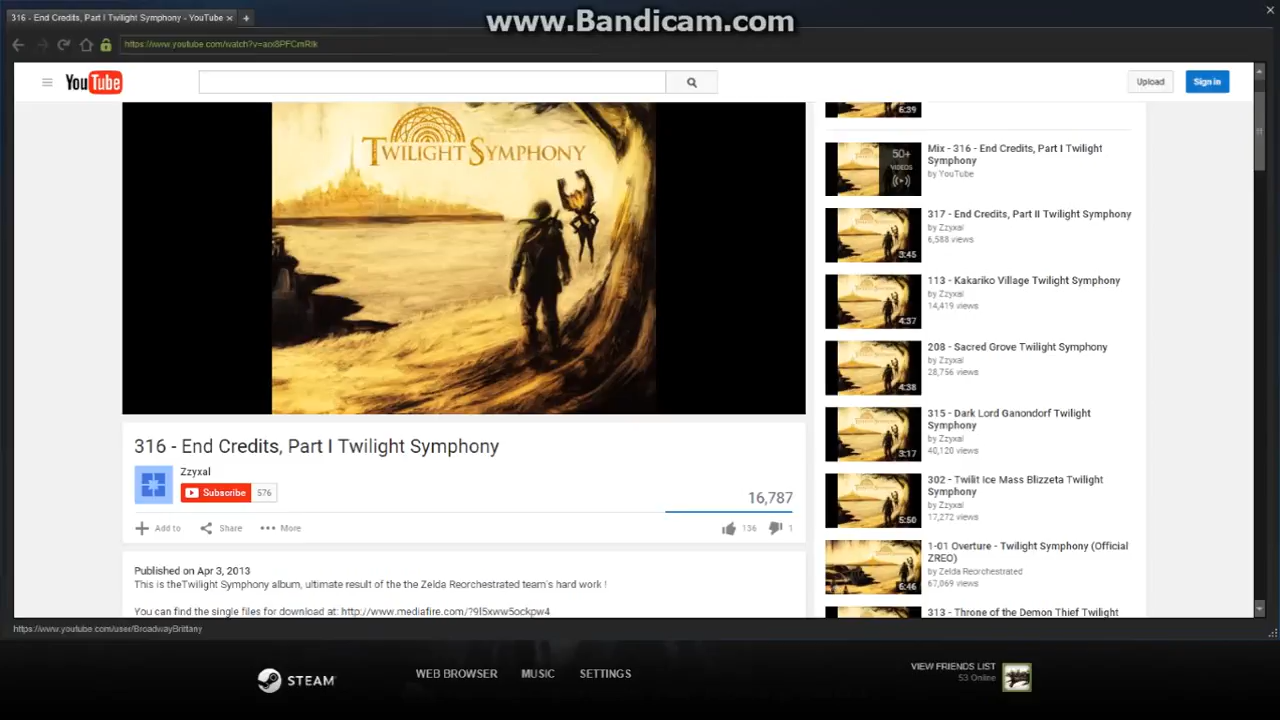 www.Bandicam.com
316 - End Credits, Part I Twilight Symphony - YouTube
YouTube
Upload
Sign in
TWILIGHT SYMPHONY
6:39
50+
VIDEOS
Mix - 316 - End Credits, Part I Twilight
Symphony
by YouTube
317 - End Credits, Part II Twilight Symphony
by Zzyxal
6,588 views
3:45
113 - Kakariko Village Twilight Symphony
by Zzyxal
14,419 views
4:37
208 - Sacred Grove Twilight Symphony
by Zzyxal
28,756 views
4:38
315 - Dark Lord Ganondorf Twilight
Symphony
by Zzyxal
40,120 views
3:17
302 - Twilit Ice Mass Blizzeta Twilight
Symphony
by Zzyxal
17,272 views
5:50
1-01 Overture - Twilight Symphony (Official
ZREO)
by Zelda Reorchestrated
67,069 views
6:46
313 - Throne of the Demon Thief Twilight
316 - End Credits, Part I Twilight Symphony
Zzyxal
Subscribe 576
16,787
Add to Share More 136 1
Published on Apr 3, 2013
This is theTwilight Symphony album, ultimate result of the the Zelda Reorchestrated team's hard work !
You can find the single files for download at: http://www.mediafire.com/?9l5xww5ockpw4
https://www.youtube.com/user/BroadwayBrittany
STEAM
WEB BROWSER MUSIC SETTINGS
VIEW FRIENDS LIST
53 Online